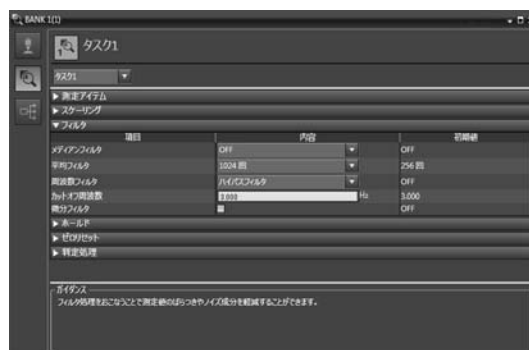 BANK 1(1)
タスク1
タスク1
▶ 測定アイテム
▶ スケーリング
▼フィルタ
項目 内容 初期値
メディアンフィルタ OFF OFF
平均フィルタ 1024 回 256 回
周波数フィルタ ハイパスフィルタ OFF
カットオフ周波数 3.000 Hz 3.000
微分フィルタ OFF
▶ ホールド
▶ ゼロリセット
▶ 判定処理
ガイダンス
フィルタ処理をおこなうことで測定値のばらつきやノイズ成分を軽減することができます。